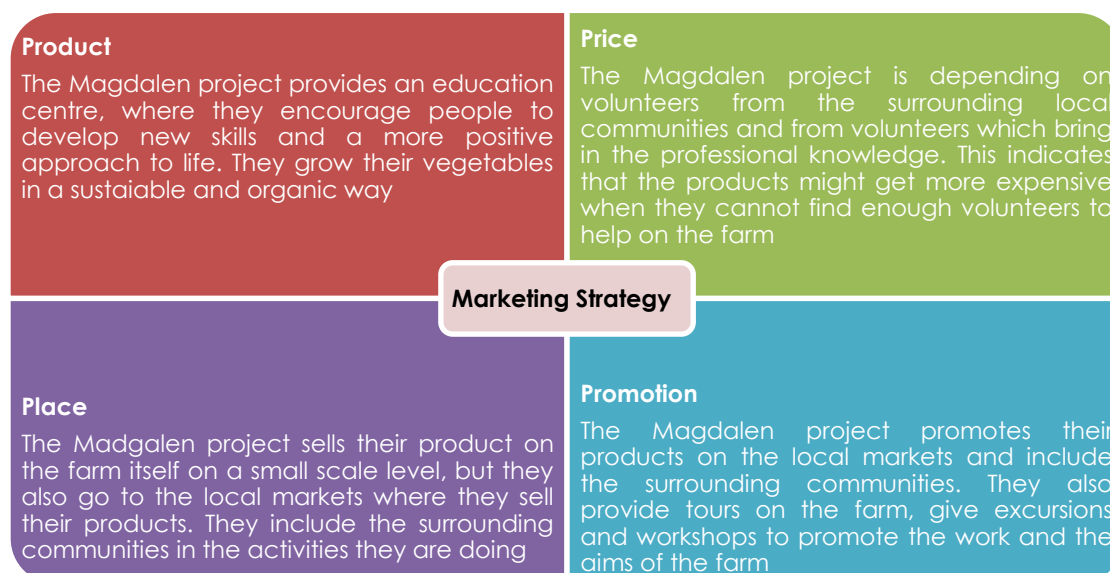 Product
The Magdalen project provides an education
centre, where they encourage people to
develop new skills and a more positive
approach to life. They grow their vegetables
in a sustaiable and organic way
Price
The Magdalen project is depending on
volunteers from the surrounding local
communities and from volunteers which bring
in the professional knowledge. This indicates
that the products might get more expensive
when they cannot find enough volunteers to
help on the farm
Marketing Strategy
Place
The Madgalen project sells their product on
the farm itself on a small scale level, but they
also go to the local markets where they sell
their products. They include the surrounding
communities in the activities they are doing
Promotion
The Magdalen project promotes their
products on the local markets and include
the surrounding communities. They also
provide tours on the farm, give excursions
and workshops to promote the work and the
aims of the farm